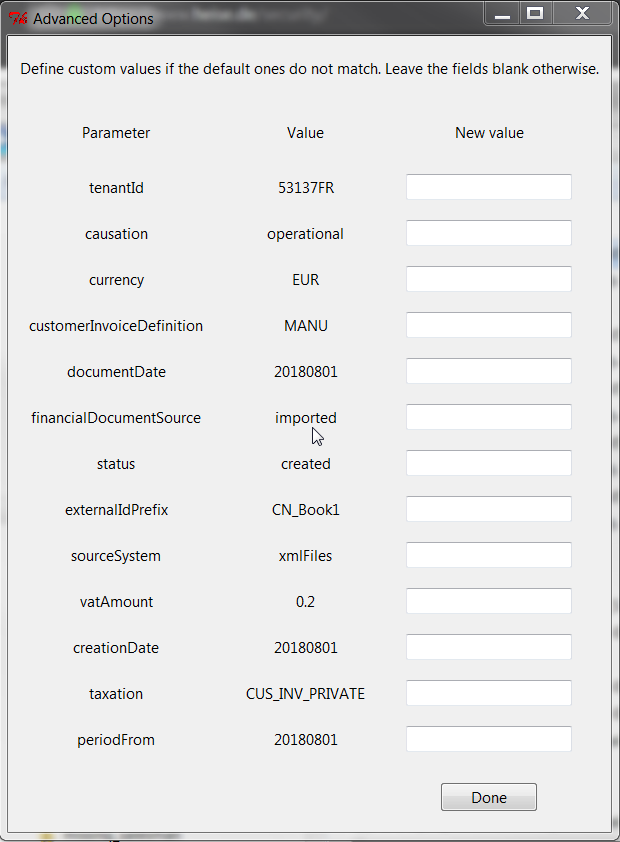 Advanced Options
Define custom values if the default ones do not match. Leave the fields blank otherwise.
Parameter Value New value
tenantId 53137FR
causation operational
currency EUR
customerInvoiceDefinition MANU
documentDate 20180801
financialDocumentSource imported
status created
externalIdPrefix CN_Book1
sourceSystem xmlFiles
vatAmount 0.2
creationDate 20180801
taxation CUS_INV_PRIVATE
periodFrom 20180801
Done